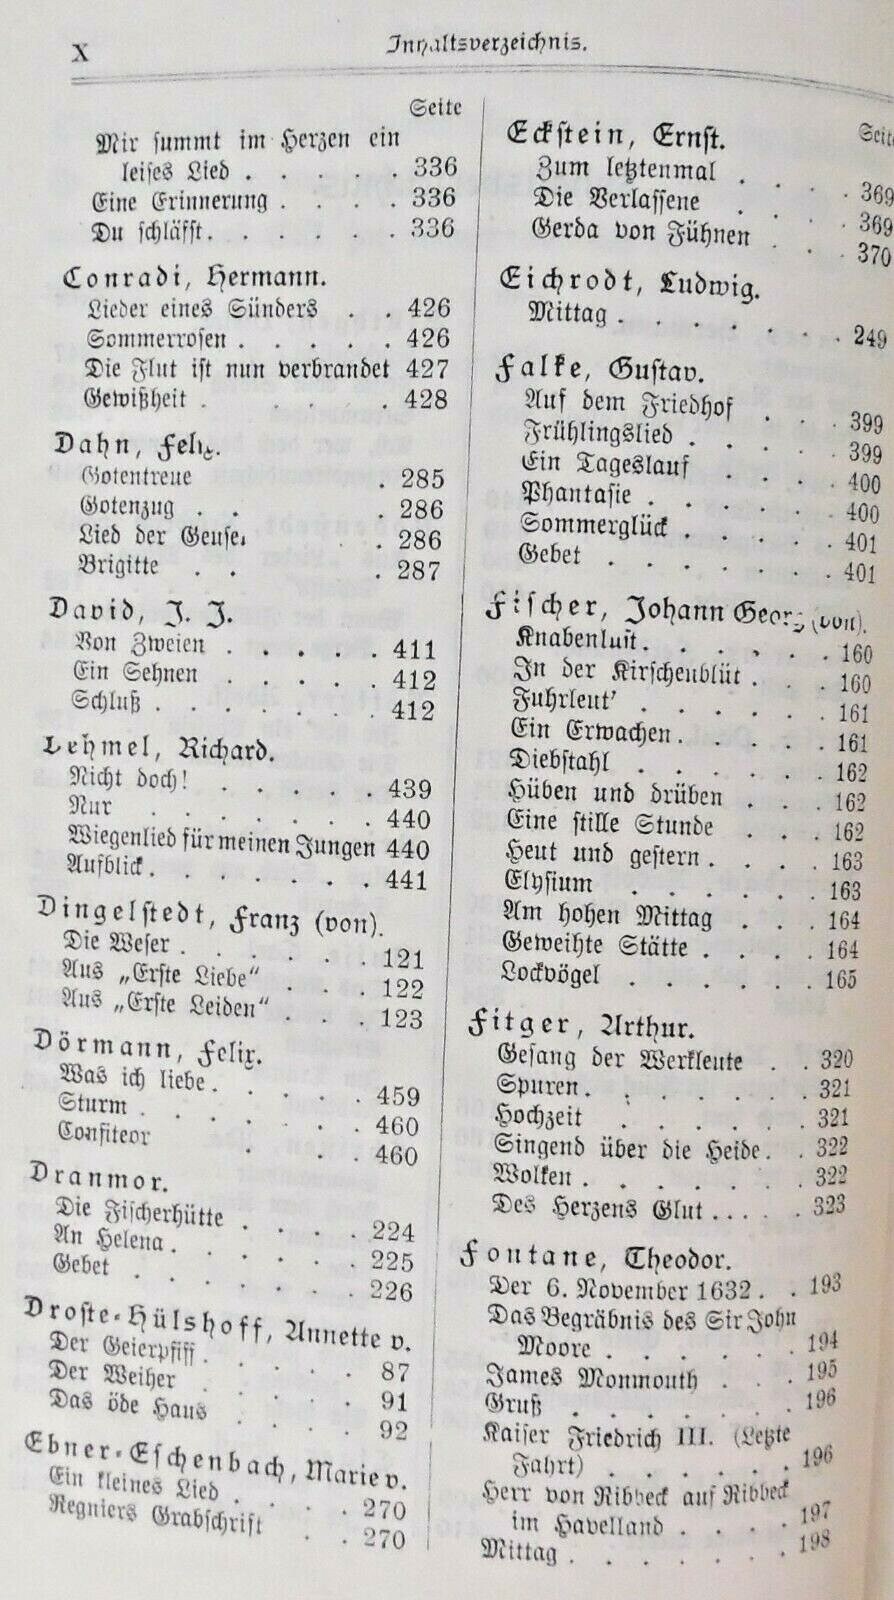 X
Inhaltsverzeichnis.
Seite
Mir summt im Herzen ein
leises Lied . . . . . . 336
Eine Erinnerung . . . . 336
Du schläfst. . . . . . . 336
Conradi, Hermann.
Lieder eines Sünders . . 426
Sommerrosen . . . . . . 426
Die Flut ist nun verbrandet 427
Gewißheit . . . . . . 428
Dahn, Felix.
Gotentreue . 285
Gotenzug . . . 286
Lied der Geusen . 286
Brigitte . . . 287
David, J. J.
Von Zweien . . . . . . 411
Ein Sehnen . . . . . . 412
Schluß . . . . . . . 412
Dehmel, Richard.
Nicht doch! . . . . . . 439
Nur . . . . . . . 440
Wiegenlied für meinen Jungen 440
Aufblick. . . . . . . . 441
Dingelstedt, Franz (von).
Die Weser . . . . . . . 121
Aus „Erste Liebe“ . . . . 122
Aus „Erste Leiden“ . . . 123
Dörmann, Felix.
Was ich liebe. . . . . . 459
Sturm . . . . . . . . 460
Confiteor . . . . 460
Dranmor.
Die Fischerhütte . . . . 224
An Helena. . . . . . . 225
Gebet . . . . . . . 226
Droste-Hülshoff, Annette v.
Der Geierpfiff. . . . . . 87
Der Weiher . . . . . 91
Das öde Haus . . . . 92
Ebner-Eschenbach, Marie v.
Ein kleines Lied . . . . 270
Regniers Grabschrift . . 270
Seite
Eckstein, Ernst.
Zum letztenmal . . . . 369
Die Verlassene . . . . 369
Gerda von Fühnen . . . 370
Eichrodt, Ludwig.
Mittag . . . . . . . . 249
Falke, Gustav.
Auf dem Friedhof . . . 399
Frühlingslied . . . . . 399
Ein Tageslauf . . . . . 400
Phantasie . . . . . . . 400
Sommerglück . . . . . 401
Gebet . . . . . . . . 401
Fischer, Johann Georg (von).
Knabenlust. . . . . . . 160
In der Kirschenblüt . . . 160
Fuhrleut’ . . . . . . . 161
Ein Erwachen. . . . . . 161
Diebstahl . . . . . . . 162
Hüben und drüben . . . 162
Eine stille Stunde . . . 162
Heut und gestern . . . . 163
Elysium . . . . . . . 163
Am hohen Mittag . . . 164
Geweihte Stätte . . . . 164
Lockvögel . . . . . . 165
Fitger, Arthur.
Gesang der Werkleute . . 320
Spuren. . . . . . . . 321
Hochzeit . . . . . . 321
Singend über die Heide. . 322
Wolken . . . . . . . 322
Des Herzens Glut . . . . . 323
Fontane, Theodor.
Der 6. November 1632 . . 193
Das Begräbnis des Sir John
Moore . . . . . . . 194
James Monmouth . . . 195
Gruß . . . . . . . . 196
Kaiser Friedrich III. (Letzte
Fahrt) . . . . . . . 196
Herr von Ribbeck auf Ribbeck
im Havelland . . . . 197
Mittag . . . . . . . . 198